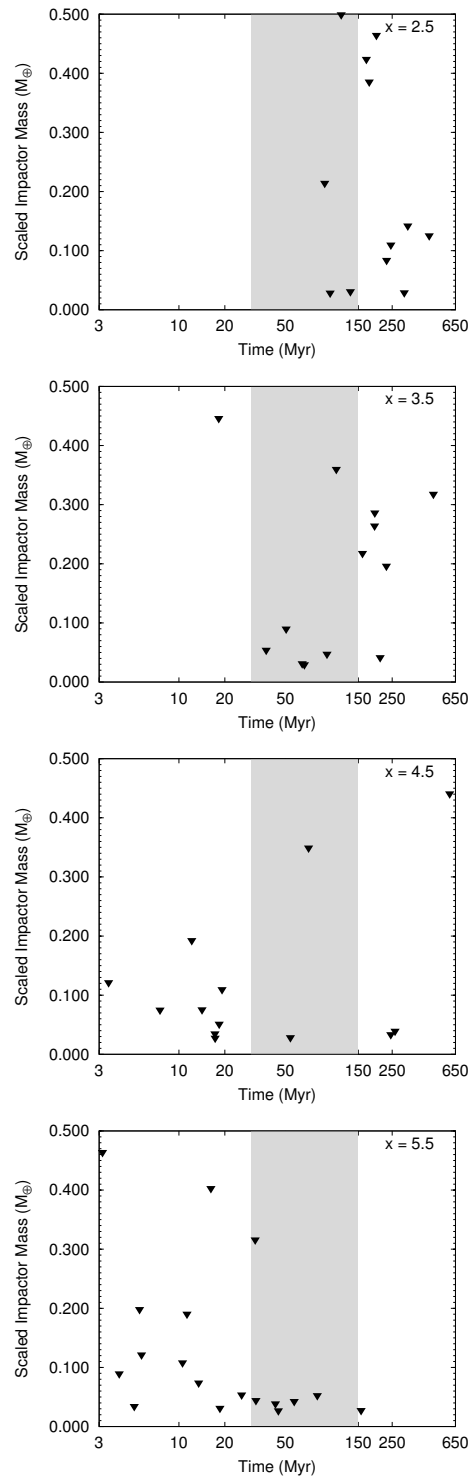 0.500
x = 2.5
0.400
0.300
0.200
0.100
0.000
Scaled Impactor Mass (M⊕)
3 10 20 50 150 250 650
Time (Myr)
0.500
x = 3.5
0.400
0.300
0.200
0.100
0.000
Scaled Impactor Mass (M⊕)
3 10 20 50 150 250 650
Time (Myr)
0.500
x = 4.5
0.400
0.300
0.200
0.100
0.000
Scaled Impactor Mass (M⊕)
3 10 20 50 150 250 650
Time (Myr)
0.500
x = 5.5
0.400
0.300
0.200
0.100
0.000
Scaled Impactor Mass (M⊕)
3 10 20 50 150 250 650
Time (Myr)